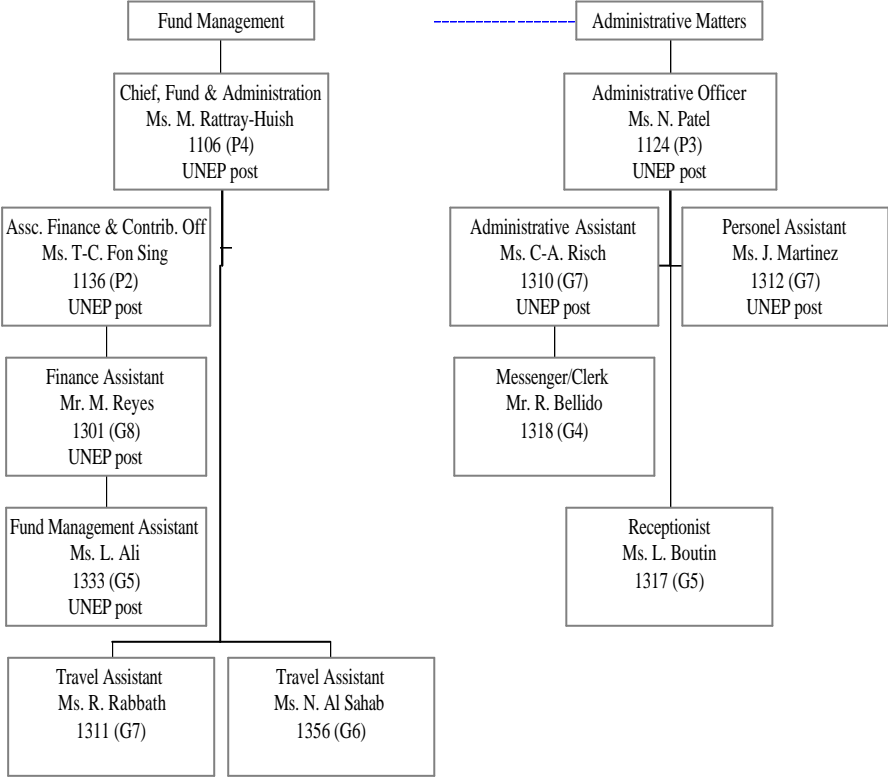 Fund Management
Chief, Fund & Administration
Ms. M. Rattray-Huish
1106 (P4)
UNEP post
Assc. Finance & Contrib. Off
Ms. T-C. Fon Sing
1136 (P2)
UNEP post
Finance Assistant
Mr. M. Reyes
1301 (G8)
UNEP post
Fund Management Assistant
Ms. L. Ali
1333 (G5)
UNEP post
Travel Assistant
Ms. R. Rabbath
1311 (G7)
Travel Assistant
Ms. N. Al Sahab
1356 (G6)
Administrative Matters
Administrative Officer
Ms. N. Patel
1124 (P3)
UNEP post
Administrative Assistant
Ms. C-A. Risch
1310 (G7)
UNEP post
Personel Assistant
Ms. J. Martinez
1312 (G7)
UNEP post
Messenger/Clerk
Mr. R. Bellido
1318 (G4)
Receptionist
Ms. L. Boutin
1317 (G5)